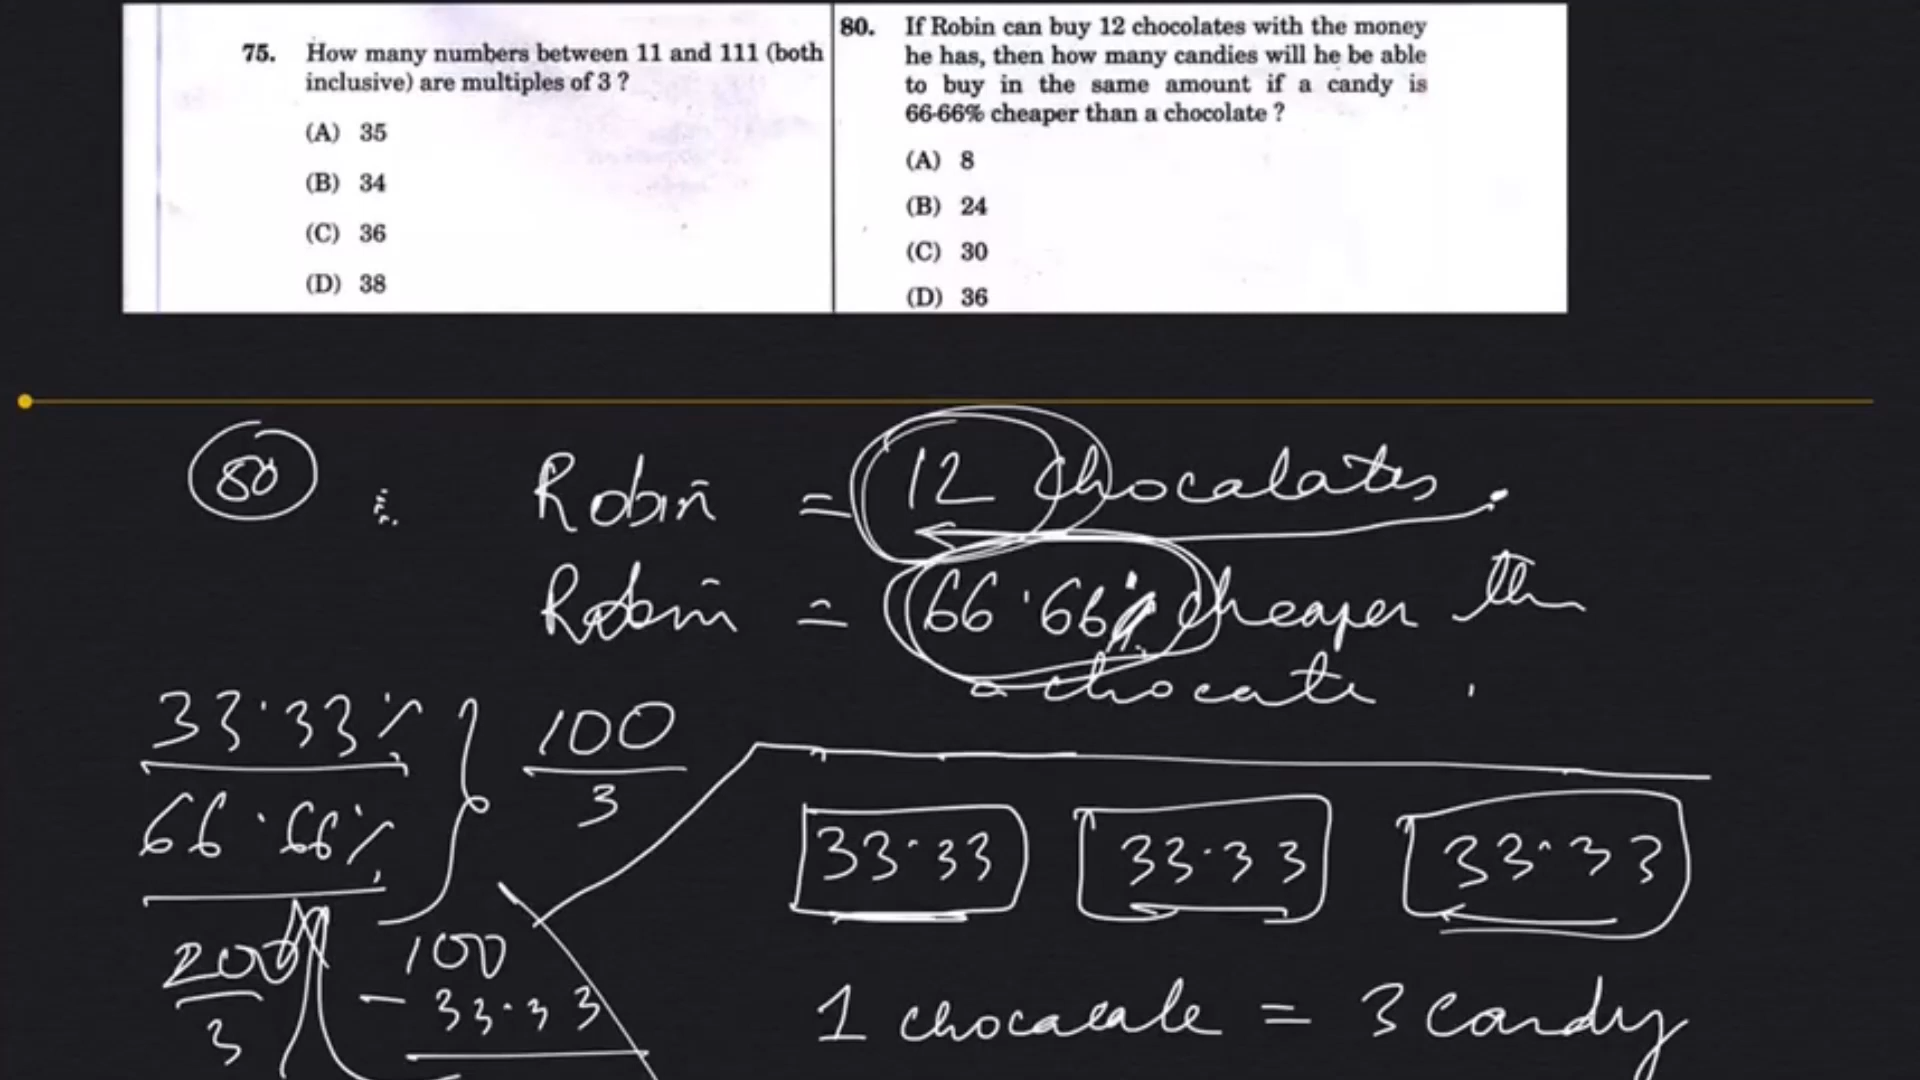 75. How many numbers between 11 and 111 (both
inclusive) are multiples of 3 ?
(A) 35
(B) 34
(C) 36
(D) 38
80. If Robin can buy 12 chocolates with the money
he has, then how many candies will he be able
to buy in the same amount if a candy is
66·66% cheaper than a chocolate ?
(A) 8
(B) 24
(C) 30
(D) 36
80 : Robin = 12 chocalates.
Robin = 66.66% cheaper
a chocate .
33.33%
66.66%
200
3
100
3
100
- 33.33
33.33 33.33 33.33
1 chocalate = 3 candy